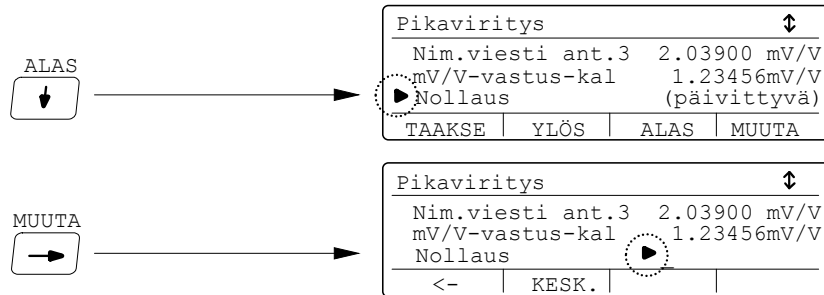 ALAS
Pikaviritys
Nim.viesti ant.3 2.03900 mV/V
mV/V-vastus-kal 1.23456mV/V
Nollaus (päivittyvä)
TAAKSE YLÖS ALAS MUUTA
MUUTA
Pikaviritys
Nim.viesti ant.3 2.03900 mV/V
mV/V-vastus-kal 1.23456mV/V
Nollaus _
<- KESK.